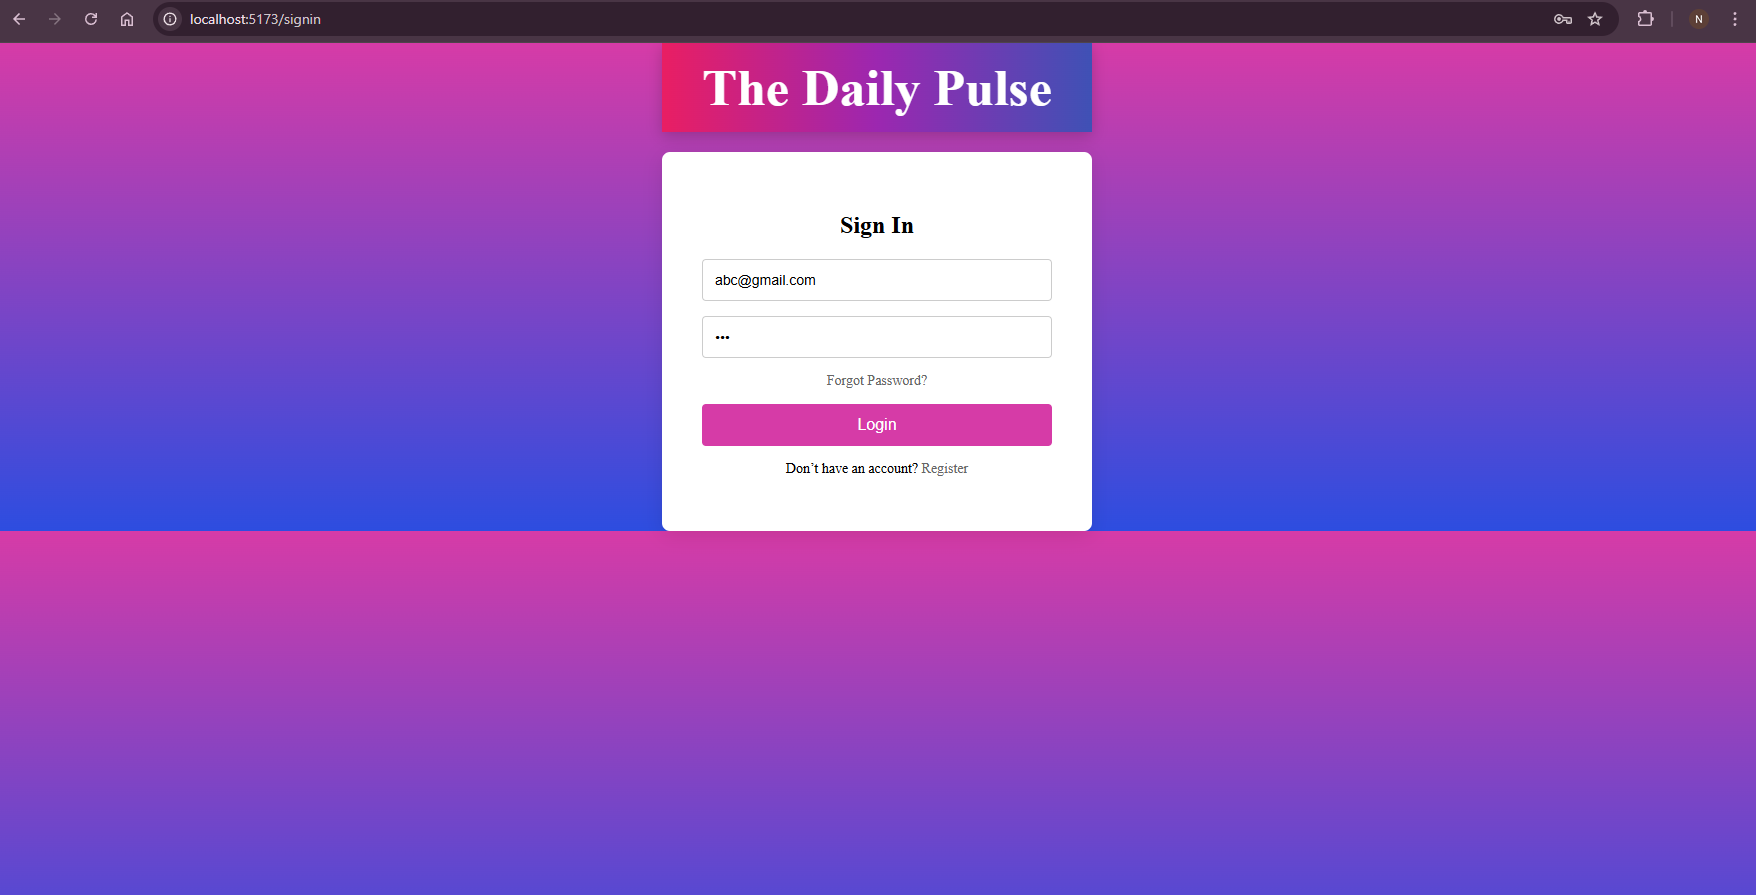 localhost:5173/signin
N
The Daily Pulse
Sign In
abc@gmail.com
•••
Forgot Password?
Login
Don’t have an account? Register